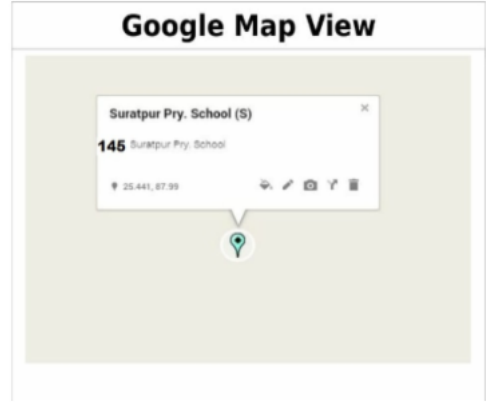 Google Map View
Suratpur Pry. School (S)
145 Suratpur Pry. School
25.441, 87.99